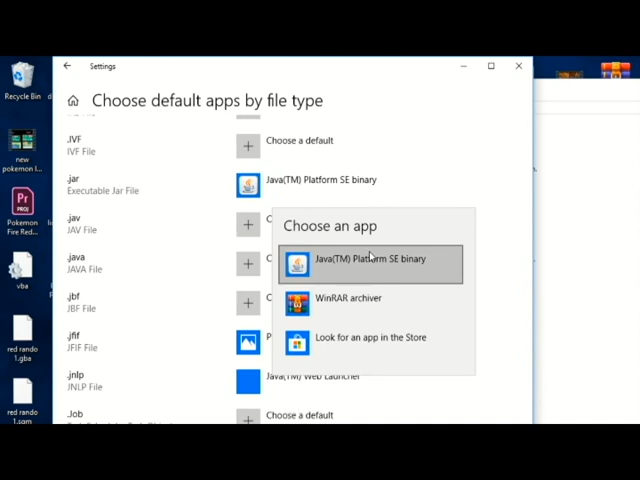 Settings
Recycle Bin
Choose default apps by file type
.IVF
IVF File
Choose a default
new
pokemon l...
.jar
Executable Jar File
Java(TM) Platform SE binary
Pr
PROJ
.jav
JAV File
Choose an app
Pokemon
Fire Red...
.java
JAVA File
Java(TM) Platform SE binary
vba
.jbf
JBF File
WinRAR archiver
.jfif
JFIF File
P
Look for an app in the Store
red rando
1.gba
.jnlp
JNLP File
Java(TM) Web Launcher
.Job
Choose a default
red rando
1.sgm